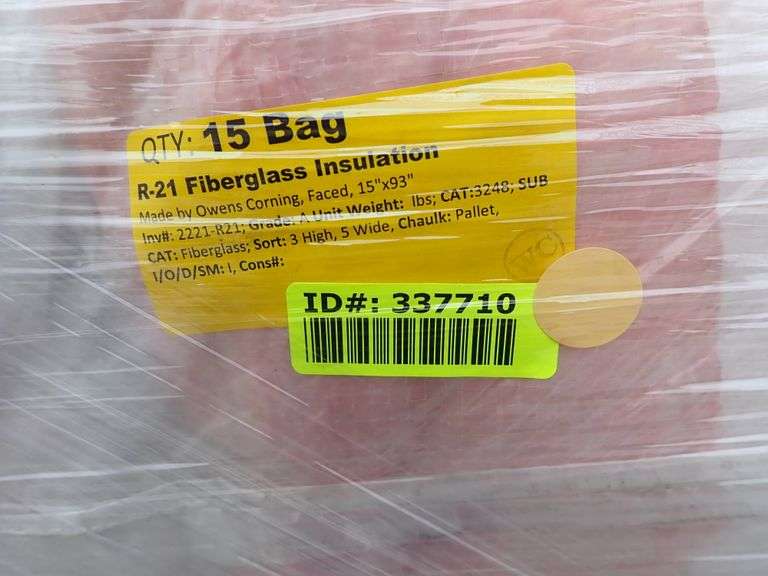 QTY: 15 Bag
R-21 Fiberglass Insulation
Made by Owens Corning, Faced, 15"x93"
Inv#: 2221-R21; Grade: A Unit Weight: lbs; CAT:3248; SUB
CAT: Fiberglass; Sort: 3 High, 5 Wide, Chaulk: Pallet,
I/O/D/SM: I, Cons#:
VC
ID#: 337710